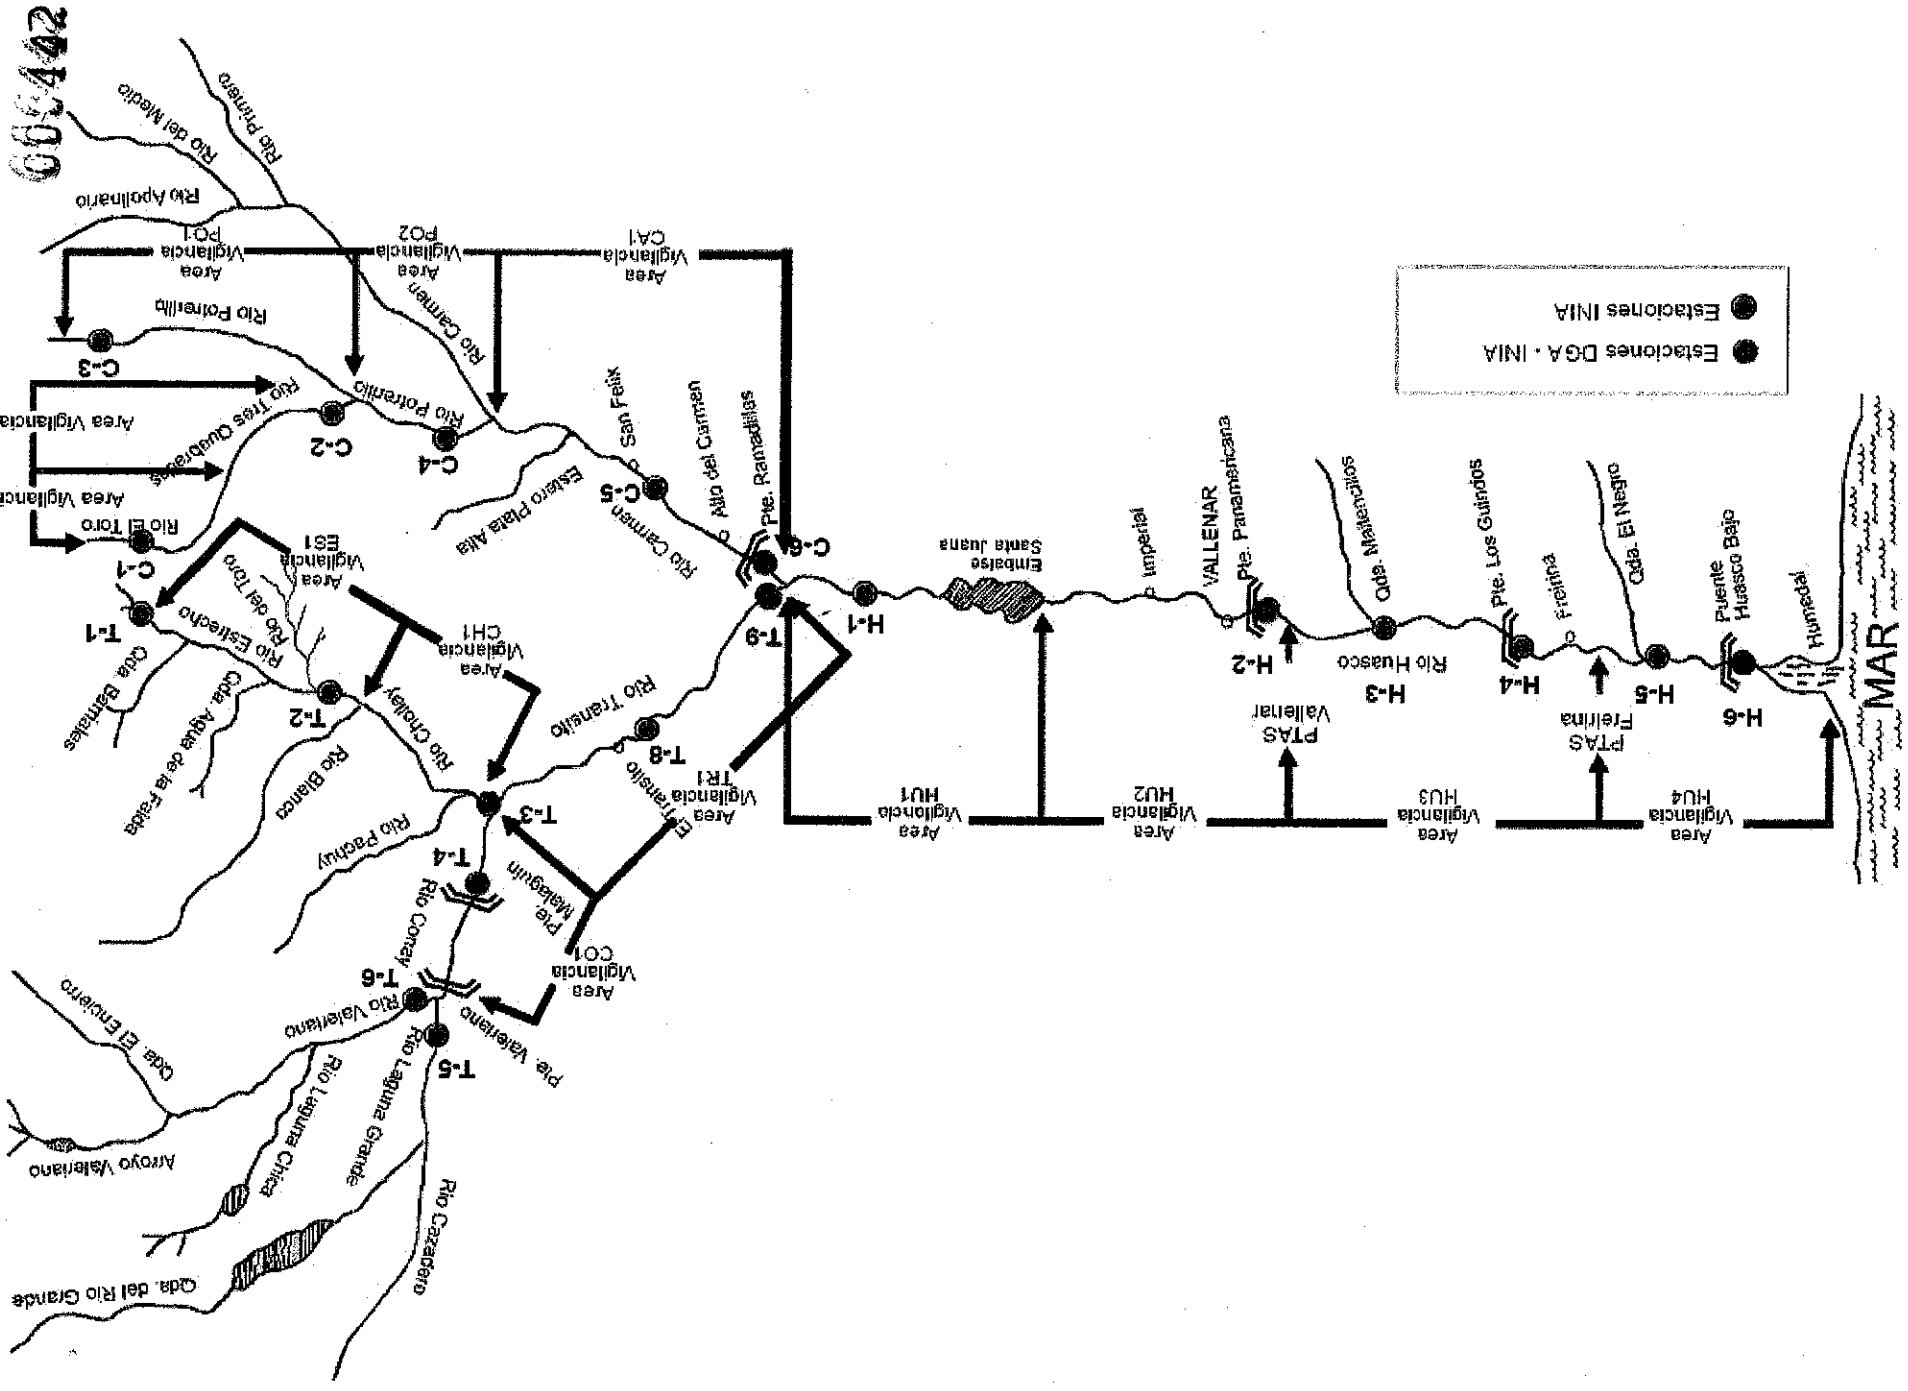 000442
MAR
Humedal
Puente
Huasco Bajo
H-6
H-5
Qda. El Negro
Freirina
Pte. Los Guindos
H-4
PTAS
Freirina
H-3
Río Huasco
Qda. Maitencillos
H-2
Pte. Panamericana
VALLENAR
Imperial
PTAS
Vallenar
Embalse
Santa Juana
H-1
Area
Vigilancia
HU4
Area
Vigilancia
HU3
Area
Vigilancia
HU2
Area
Vigilancia
HU1
Area
Vigilancia
TR1
Area
Vigilancia
CO1
Area
Vigilancia
CH1
Area
Vigilancia
ES1
Area
Vigilancia
CA1
Area
Vigilancia
PO2
Area
Vigilancia
PO1
Area Vigilancia
Area Vigilancia
Estaciones DGA - INIA
Estaciones INIA
T-9
C-6
Pte. Ramadillas
Alto del Carmen
San Felix
C-5
Río Carmen
Estero Plata Alta
Río Carmen
C-4
Río Potrerillo
C-2
Río Tres Quebradas
C-3
Río Potrerillo
Río Apolinario
Río del Medio
Río Primero
Río El Toro
C-1
T-1
Río Estrecho
Río del Toro
Qda. Barriales
Qda. Agua de la Falda
T-2
Río Chollay
Río Blanco
Río Pachuy
T-3
Río Transito
T-8
El Transito
T-4
Pte.
Malaguín
Río Conay
T-6
Río Valeriano
Pte. Valeriano
T-5
Río Laguna Grande
Río Laguna Chica
Qda. El Encierro
Arroyo Valeriano
Qda. del Rio Grande
Río Cazadero